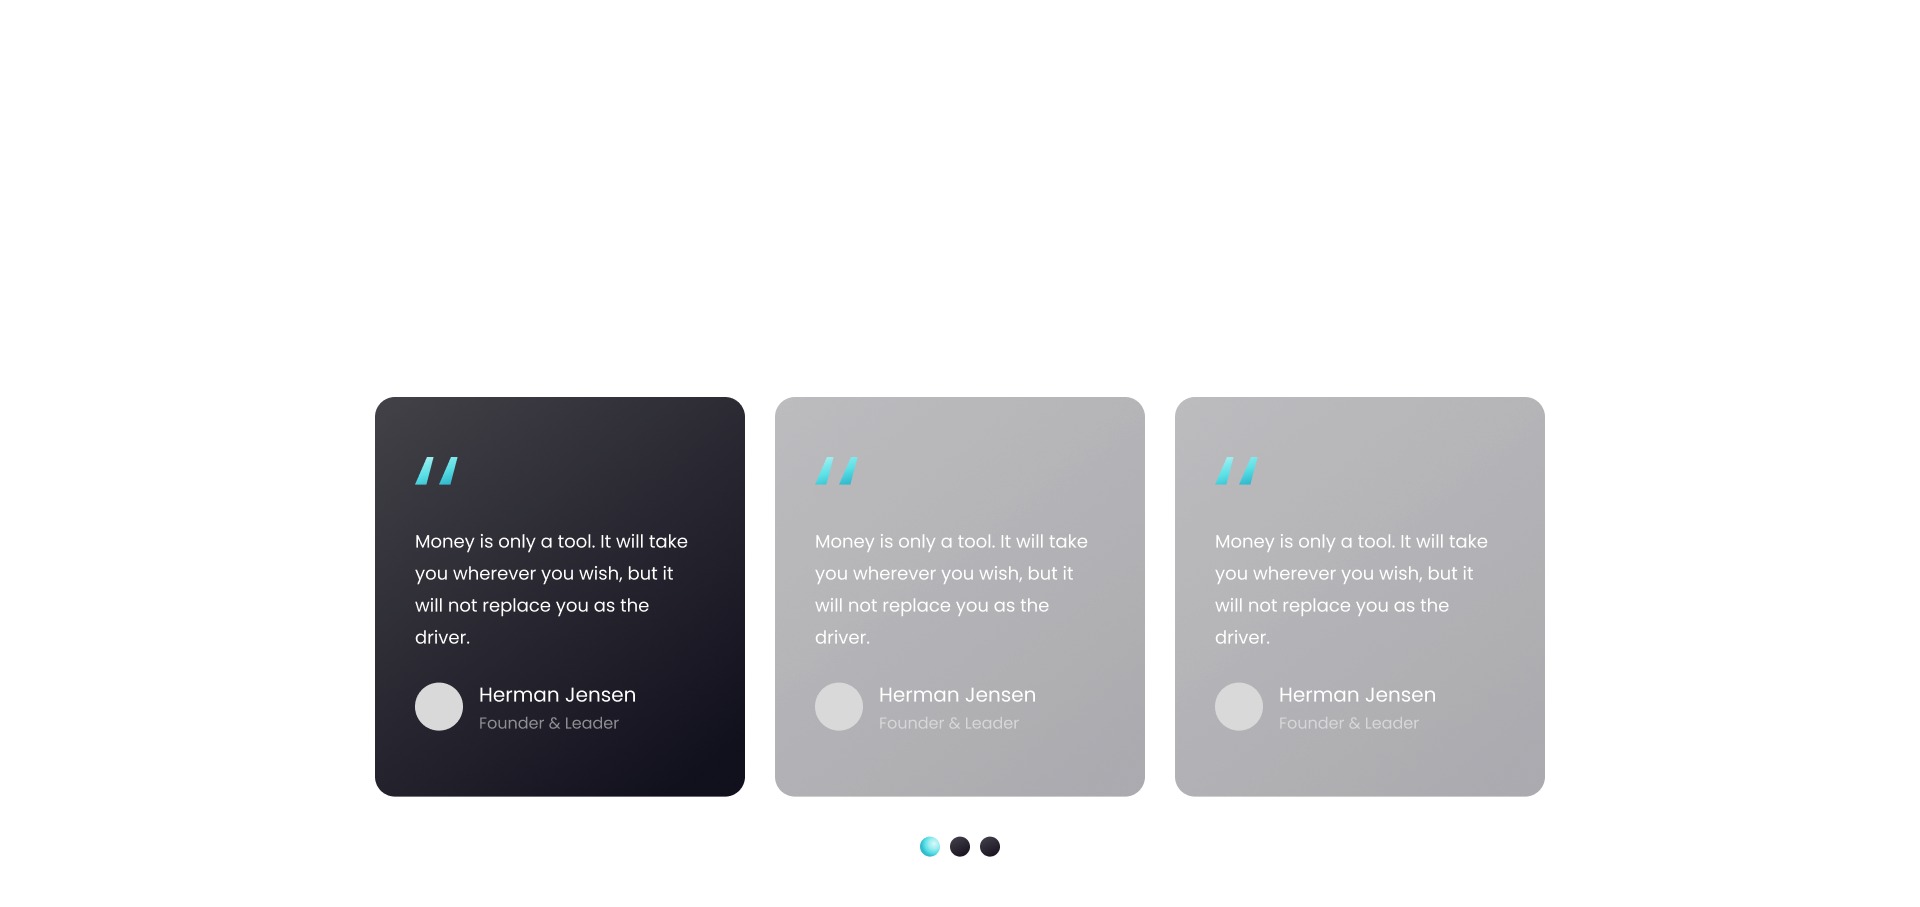 Money is only a tool. It will take
you wherever you wish, but it
will not replace you as the
driver.
Herman Jensen
Founder & Leader
Money is only a tool. It will take
you wherever you wish, but it
will not replace you as the
driver.
Herman Jensen
Founder & Leader
Money is only a tool. It will take
you wherever you wish, but it
will not replace you as the
driver.
Herman Jensen
Founder & Leader